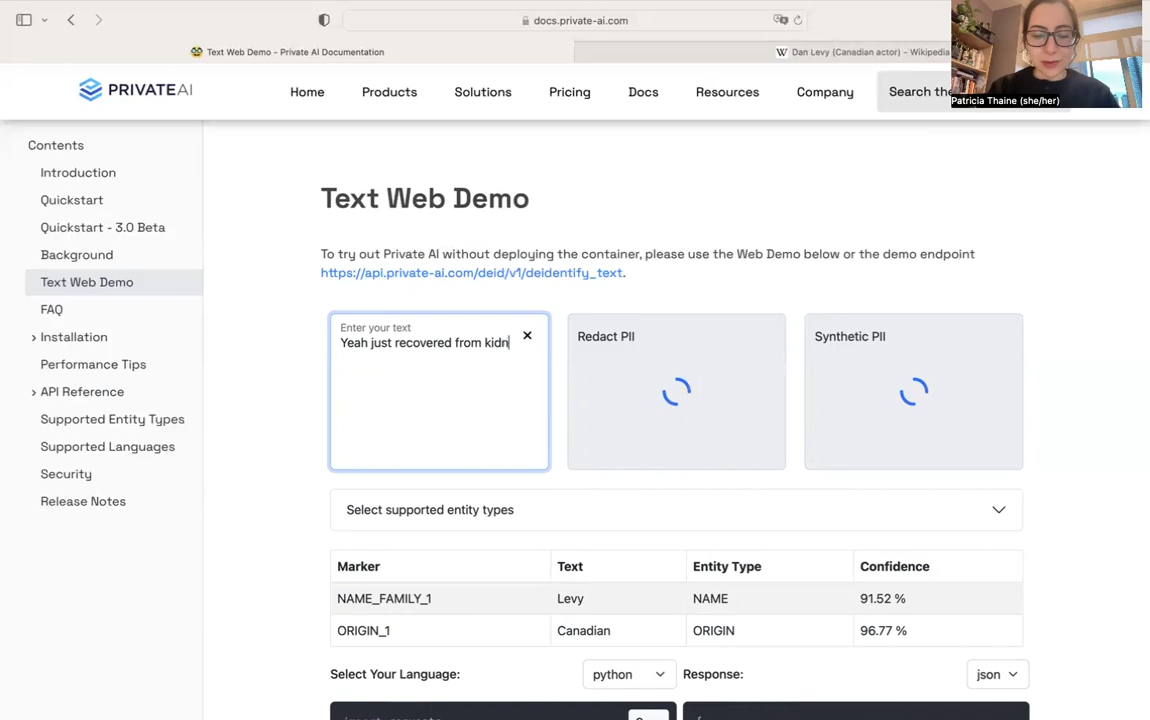 docs.private-ai.com
Text Web Demo - Private AI Documentation
Dan Levy (Canadian actor) - Wikipedia
Patricia Thaine (she/her)
PRIVATE AI
Home
Products
Solutions
Pricing
Docs
Resources
Company
Search the
Contents
Introduction
Quickstart
Quickstart - 3.0 Beta
Background
Text Web Demo
FAQ
Installation
Performance Tips
API Reference
Supported Entity Types
Supported Languages
Security
Release Notes
Text Web Demo
To try out Private AI without deploying the container, please use the Web Demo below or the demo endpoint
https://api.private-ai.com/deid/v1/deidentify_text.
Enter your text
Yeah just recovered from kidn
Redact PII
Synthetic PII
Select supported entity types
Marker Text Entity Type Confidence
NAME_FAMILY_1 Levy NAME 91.52 %
ORIGIN_1 Canadian ORIGIN 96.77 %
Select Your Language: python Response: json